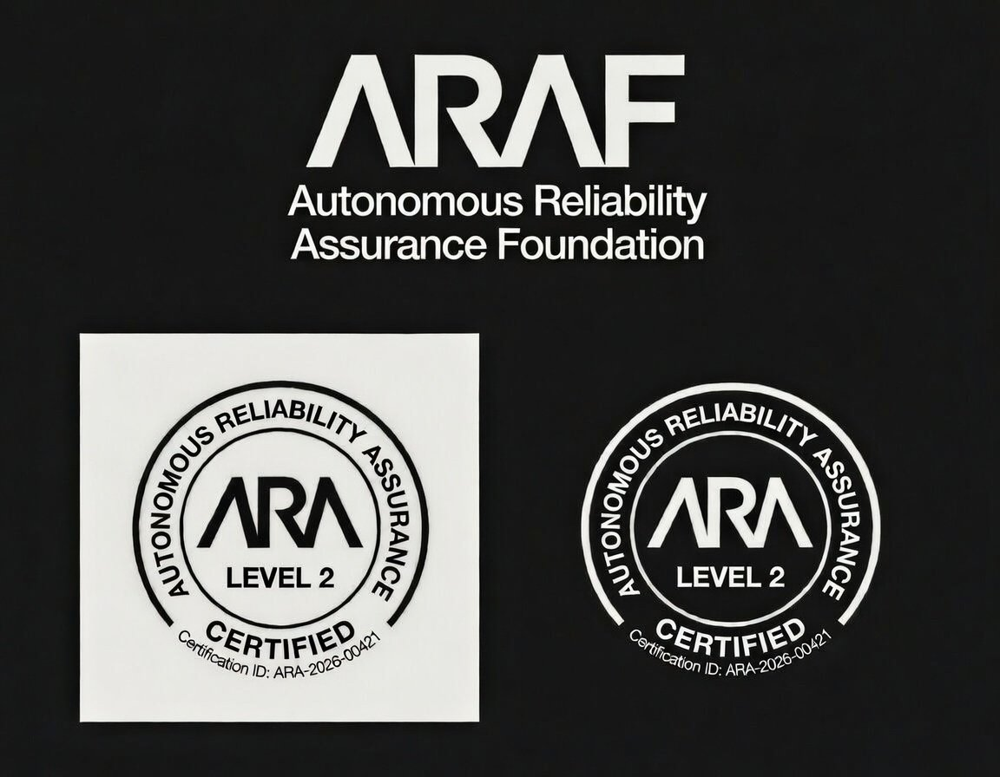 ARAF
Autonomous Reliability
Assurance Foundation
AUTONOMOUS RELIABILITY ASSURANCE
ARA
LEVEL 2
CERTIFIED
Certification ID: ARA-2026-00421
AUTONOMOUS RELIABILITY ASSURANCE
ARA
LEVEL 2
CERTIFIED
Certification ID: ARA-2026-00421